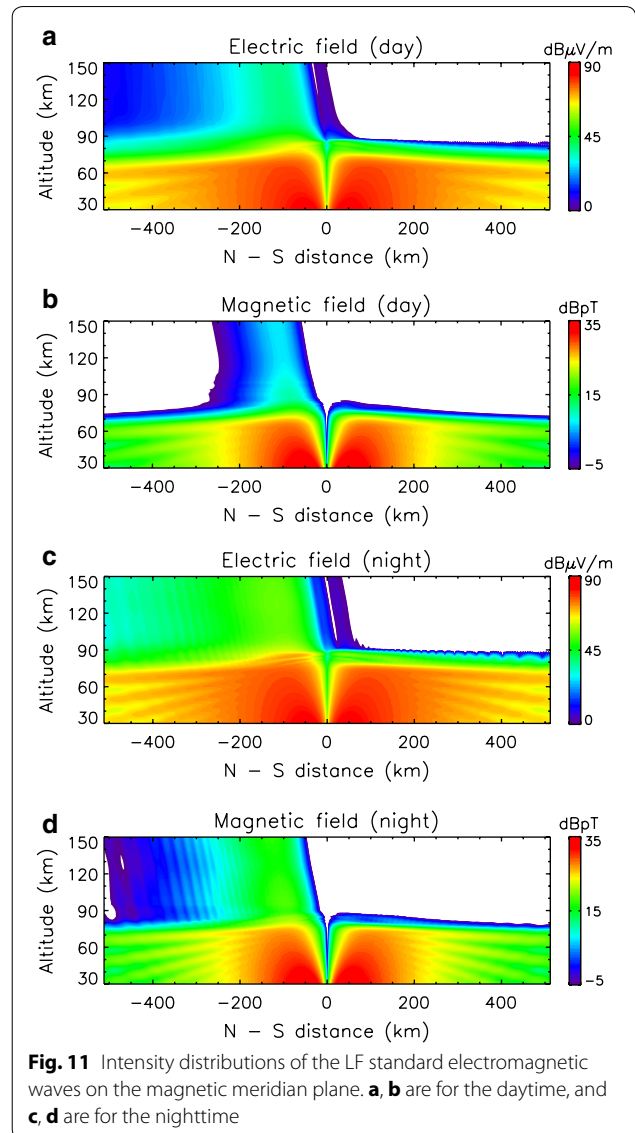 a
Electric field (day)
dBμV/m
150
120
90
60
30
Altitude (km)
90
45
0
−400 −200 0 200 400
N − S distance (km)
b
Magnetic field (day)
dBpT
150
120
90
60
30
Altitude (km)
35
15
−5
−400 −200 0 200 400
N − S distance (km)
c
Electric field (night)
dBμV/m
150
120
90
60
30
Altitude (km)
90
45
0
−400 −200 0 200 400
N − S distance (km)
d
Magnetic field (night)
dBpT
150
120
90
60
30
Altitude (km)
35
15
−5
−400 −200 0 200 400
N − S distance (km)
Fig. 11 Intensity distributions of the LF standard electromagnetic
waves on the magnetic meridian plane. a, b are for the daytime, and
c, d are for the nighttime